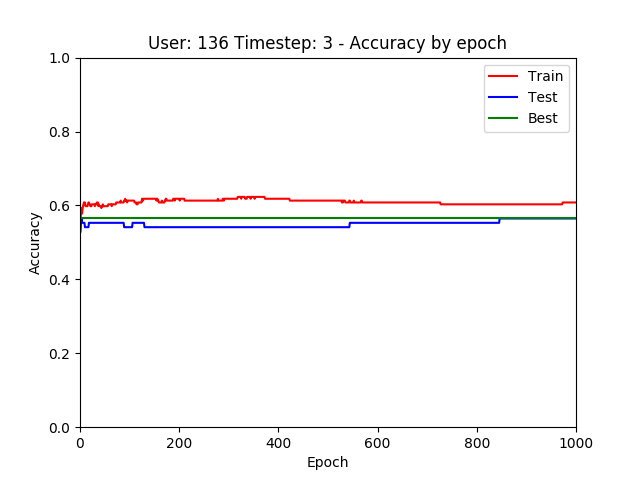 User: 136 Timestep: 3 - Accuracy by epoch
1.0
0.8
0.6
0.4
0.2
0.0
Accuracy
Train
Test
Best
0 200 400 600 800 1000
Epoch